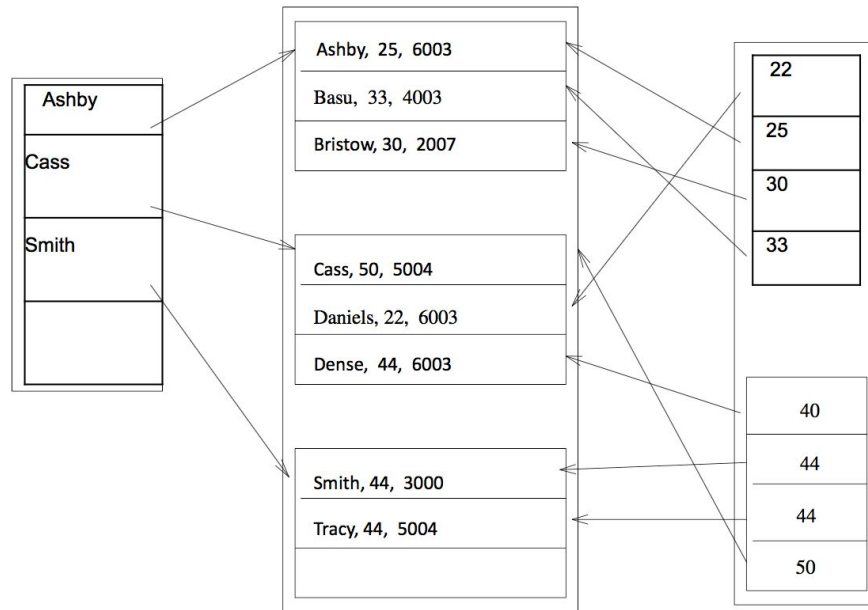 Ashby
Cass
Smith
Ashby, 25, 6003
Basu, 33, 4003
Bristow, 30, 2007
Cass, 50, 5004
Daniels, 22, 6003
Dense, 44, 6003
Smith, 44, 3000
Tracy, 44, 5004
22
25
30
33
40
44
44
50